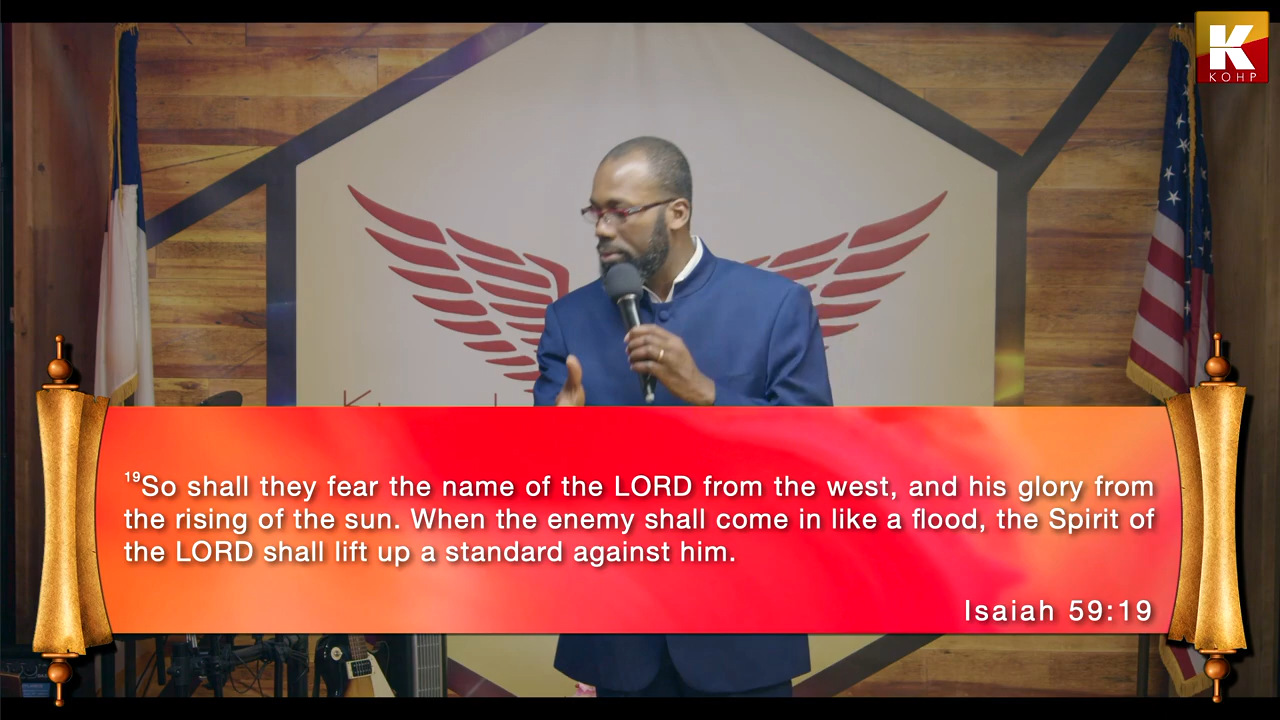 K
KOHP
¹⁹So shall they fear the name of the LORD from the west, and his glory from
the rising of the sun. When the enemy shall come in like a flood, the Spirit of
the LORD shall lift up a standard against him.
Isaiah 59:19